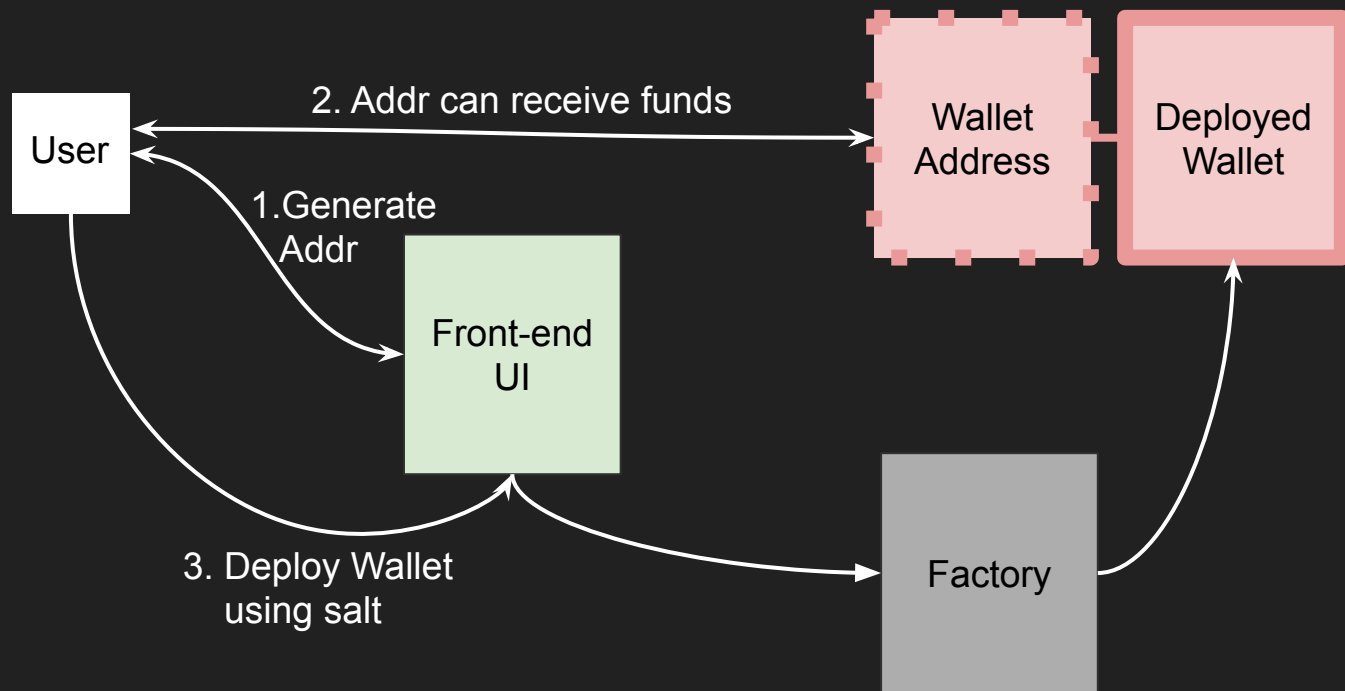 2. Addr can receive funds
User
Wallet
Address
Deployed
Wallet
1.Generate
Addr
Front-end
UI
3. Deploy Wallet
using salt
Factory